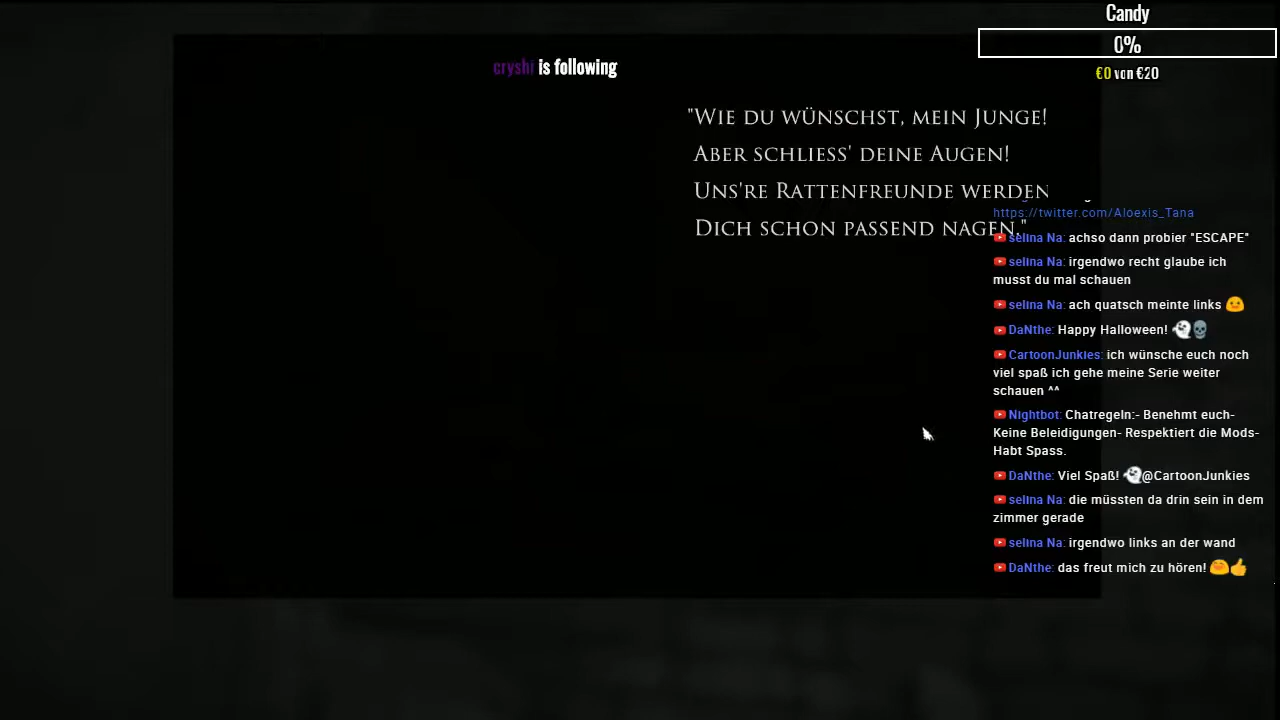 Candy
0%
€0 von €20
cryshi is following
"Wie du wünschst, mein Junge!
Aber schliess' deine Augen!
Uns're Rattenfreunde werden
Dich schon passend nagen."
https://twitter.com/Aloexis_Tana
selina Na: achso dann probier "ESCAPE"
selina Na: irgendwo recht glaube ich
musst du mal schauen
selina Na: ach quatsch meinte links
DaNthe: Happy Halloween!
CartoonJunkies: ich wünsche euch noch
viel spaß ich gehe meine Serie weiter
schauen ^^
Nightbot: Chatregeln:- Benehmt euch-
Keine Beleidigungen- Respektiert die Mods-
Habt Spass.
DaNthe: Viel Spaß! @CartoonJunkies
selina Na: die müssten da drin sein in dem
zimmer gerade
selina Na: irgendwo links an der wand
DaNthe: das freut mich zu hören!